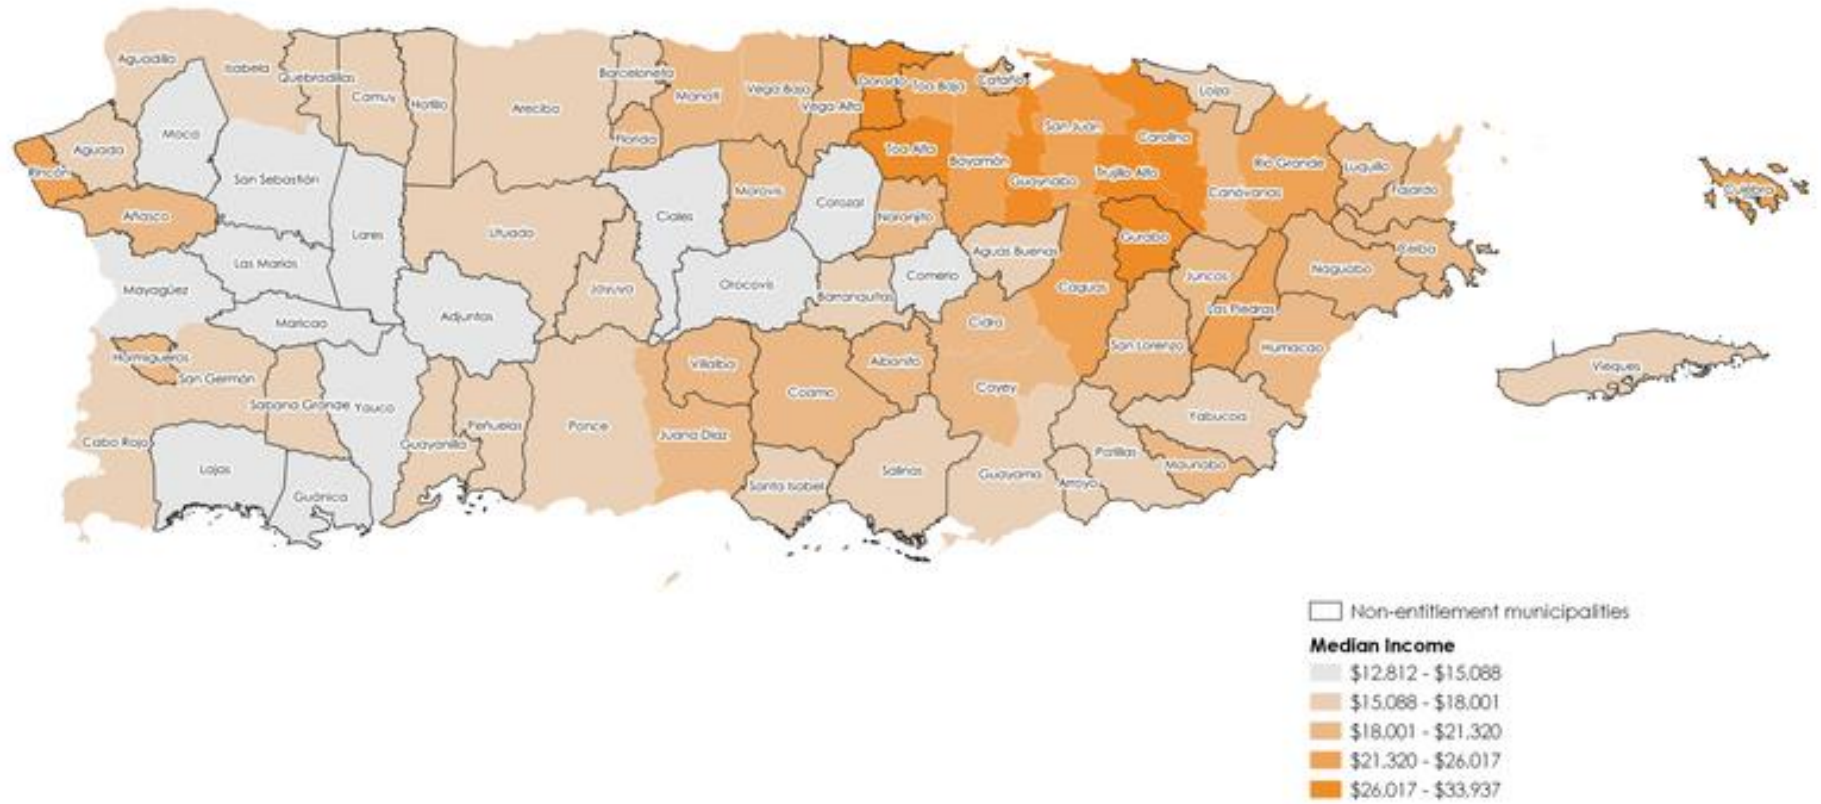 Aguadilla
Isabela
Quebradillas
Camuy
Hatillo
Arecibo
Barceloneta
Manatí
Vega Baja
Vega Alta
Dorado
Toa Baja
Cataño
Loíza
Moca
Aguada
Rincón
San Sebastián
Florida
Toa Alta
Bayamón
San Juan
Carolina
Guaynabo
Trujillo Alto
Canóvanas
Río Grande
Luquillo
Fajardo
Culebra
Añasco
Lares
Utuado
Ciales
Morovis
Corozal
Naranjito
Aguas Buenas
Gurabo
Ceiba
Mayagüez
Las Marías
Maricao
Adjuntas
Jayuya
Orocovis
Barranquitas
Comerío
Cidra
Caguas
Juncos
Las Piedras
Naguabo
Hormigueros
San Germán
Sabana Grande
Yauco
Villalba
Coamo
Aibonito
Cayey
San Lorenzo
Humacao
Vieques
Cabo Rojo
Lajas
Guánica
Guayanilla
Peñuelas
Ponce
Juana Díaz
Santa Isabel
Salinas
Guayama
Arroyo
Patillas
Yabucoa
Maunabo
Non-entitlement municipalities
Median Income
$12,812 - $15,088
$15,088 - $18,001
$18,001 - $21,320
$21,320 - $26,017
$26,017 - $33,937